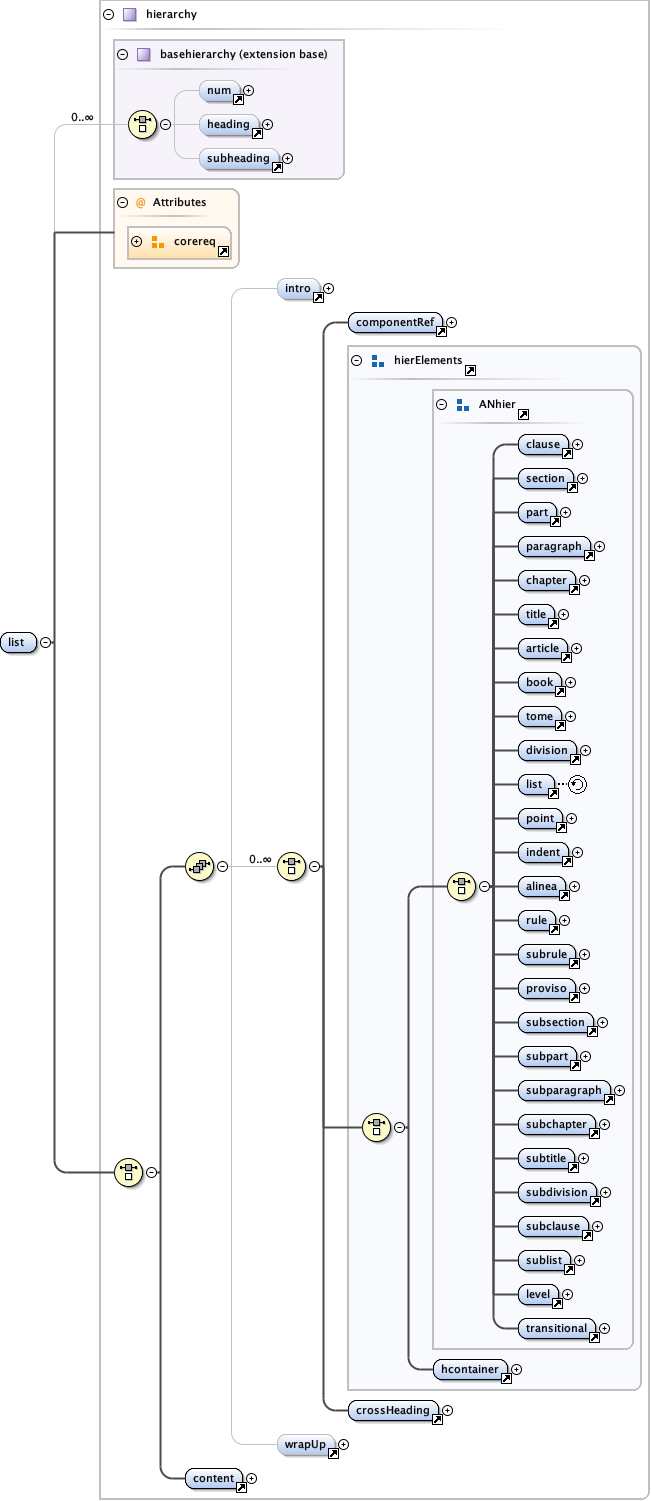 hierarchy
basehierarchy (extension base)
num
0..∞
heading
subheading
@ Attributes
corereq
intro
componentRef
hierElements
ANhier
clause
section
part
paragraph
chapter
title
article
list
book
tome
division
list
point
indent
0..∞
alinea
rule
subrule
proviso
subsection
subpart
subparagraph
subchapter
subtitle
subdivision
subclause
sublist
level
transitional
hcontainer
crossHeading
wrapUp
content